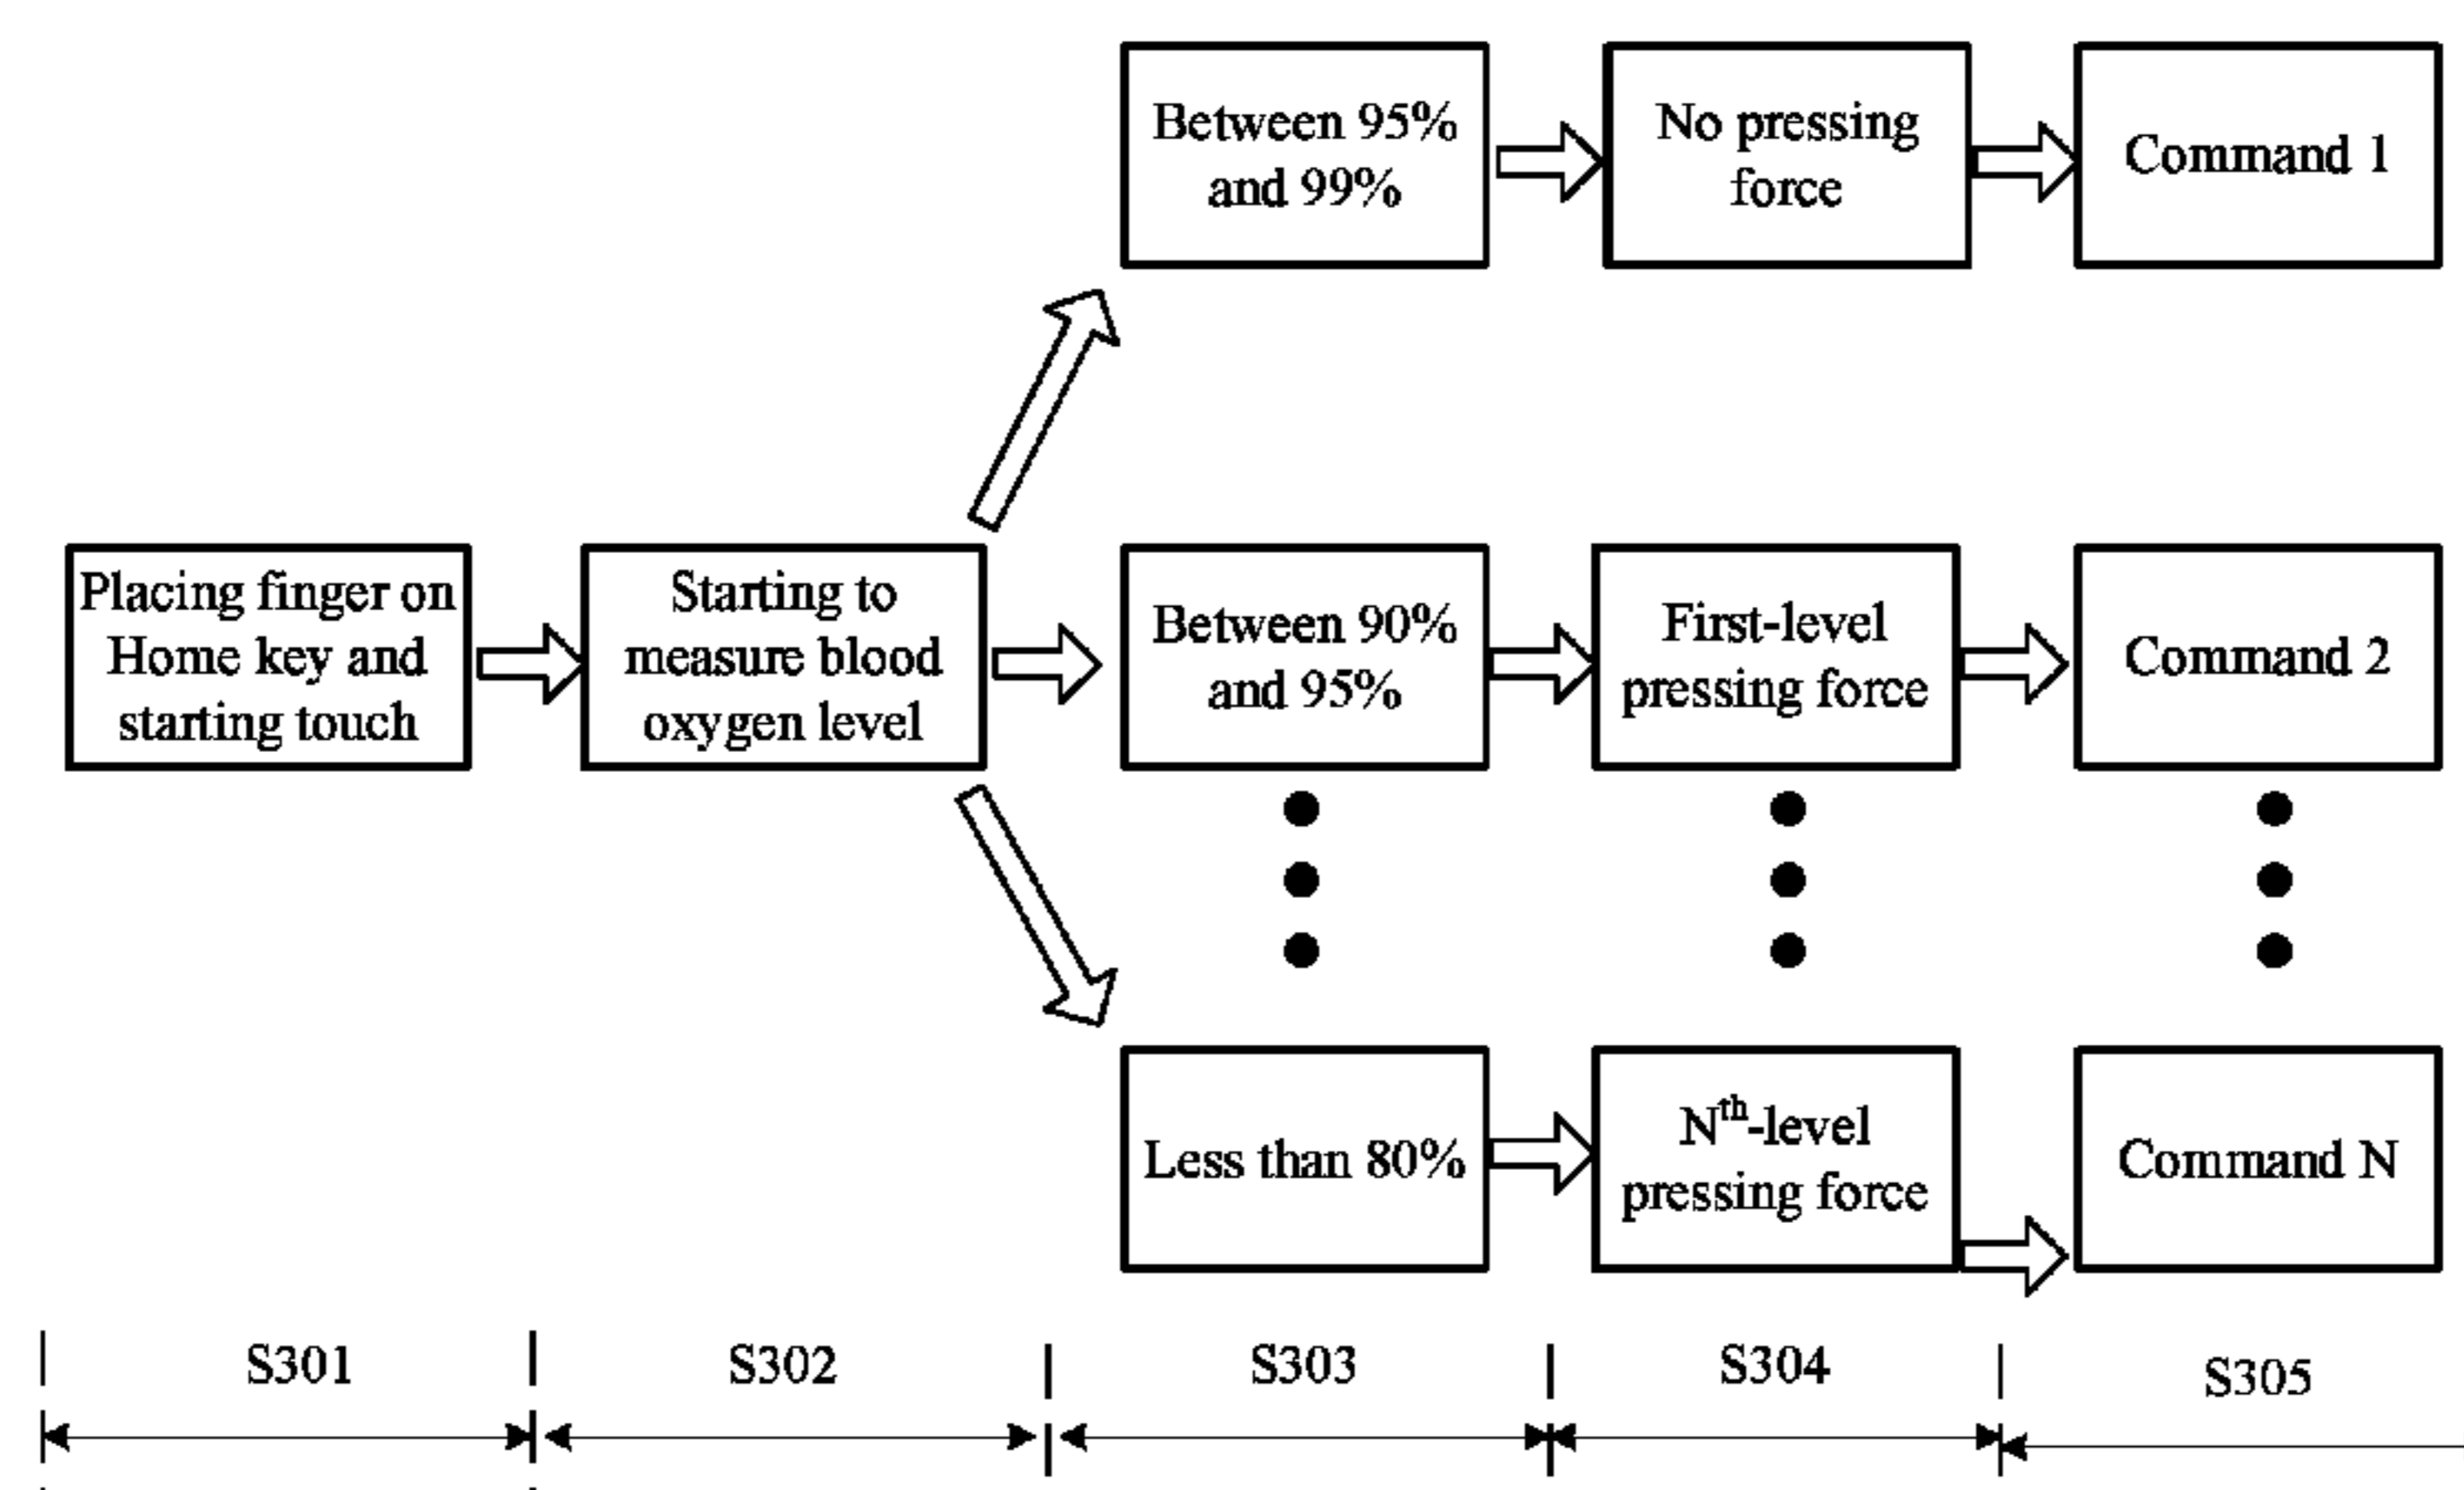 Between 95%
and 99%
No pressing
force
Command 1
Placing finger on
Home key and
starting touch
Starting to
measure blood
oxygen level
Between 90%
and 95%
First-level
pressing force
Command 2
Less than 80%
Nth-level
pressing force
Command N
S301
S302
S303
S304
S305